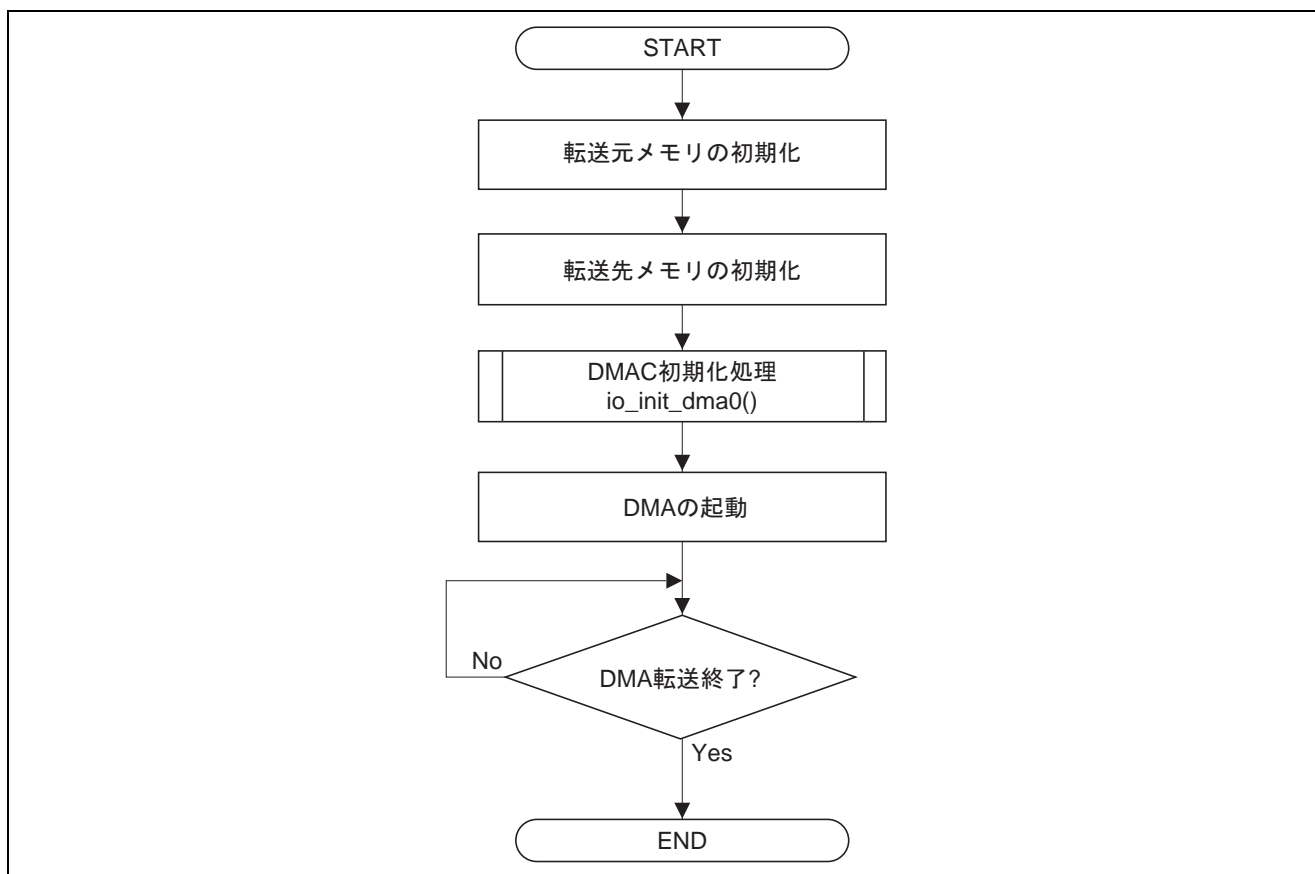 START
転送元メモリの初期化
転送先メモリの初期化
DMAC初期化処理
io_init_dma0()
DMAの起動
No
DMA転送終了?
Yes
END